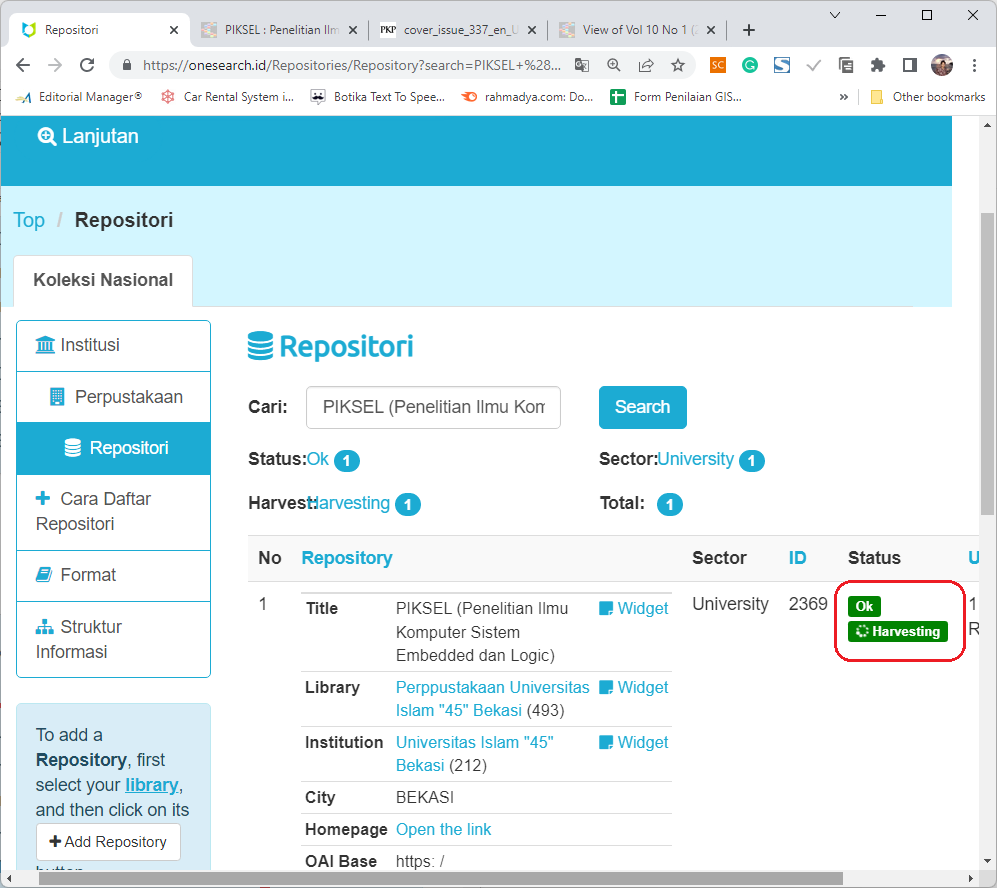 Repositori
PIKSEL : Penelitian Ilm
PKP cover_issue_337_en_U
View of Vol 10 No 1 (2
https://onesearch.id/Repositories/Repository?search=PIKSEL+%28...
SC
Editorial Manager®
Car Rental System i...
Botika Text To Spee...
rahmadya.com: Do...
Form Penilaian GIS...
»
Other bookmarks
Lanjutan
Top / Repositori
Koleksi Nasional
Institusi
Perpustakaan
Repositori
Cara Daftar
Repositori
Format
Struktur
Informasi
To add a
Repository, first
select your library,
and then click on its
Add Repository
button
Repositori
Cari: PIKSEL (Penelitian Ilmu Kom Search
Status:Ok 1 Sector:University 1
Harvest:Harvesting 1 Total: 1
No Repository Sector ID Status U
1 Title PIKSEL (Penelitian Ilmu Widget University 2369 Ok 1
Komputer Sistem Harvesting R
Embedded dan Logic)
Library Perppustakaan Universitas Widget
Islam "45" Bekasi (493)
Institution Universitas Islam "45" Widget
Bekasi (212)
City BEKASI
Homepage Open the link
OAI Base https: /